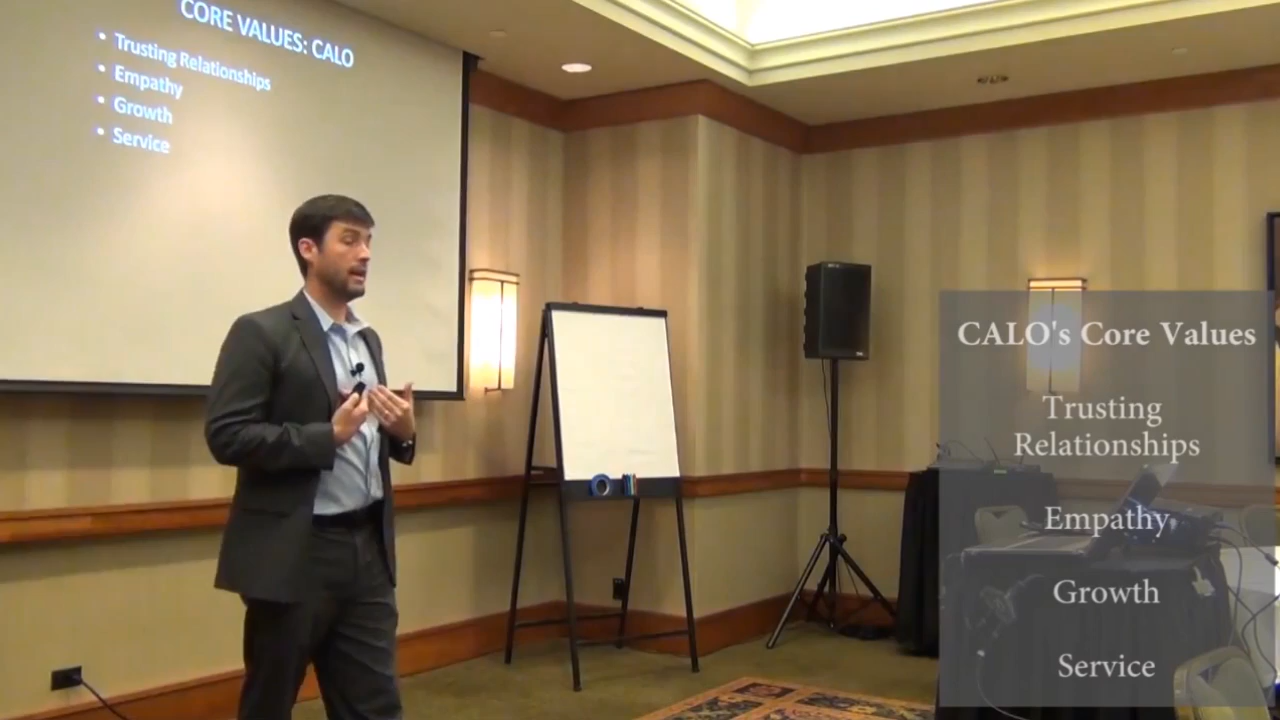 CORE VALUES: CALO
• Trusting Relationships
• Empathy
• Growth
• Service
CALO's Core Values
Trusting
Relationships
Empathy
Growth
Service